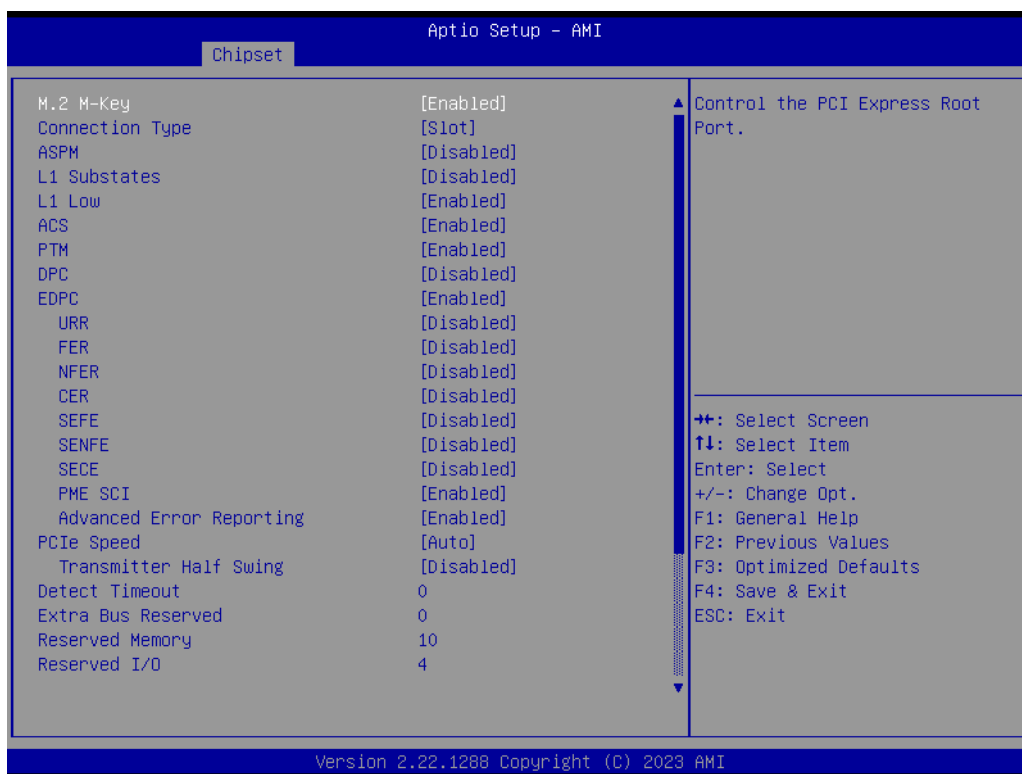 Aptio Setup – AMI
Chipset
M.2 M-Key [Enabled]
Connection Type [Slot]
ASPM [Disabled]
L1 Substates [Disabled]
L1 Low [Enabled]
ACS [Enabled]
PTM [Enabled]
DPC [Disabled]
EDPC [Enabled]
URR [Disabled]
FER [Disabled]
NFER [Disabled]
CER [Disabled]
SEFE [Disabled]
SENFE [Disabled]
SECE [Disabled]
PME SCI [Enabled]
Advanced Error Reporting [Enabled]
PCIe Speed [Auto]
Transmitter Half Swing [Disabled]
Detect Timeout 0
Extra Bus Reserved 0
Reserved Memory 10
Reserved I/O 4
Control the PCI Express Root
Port.
→←: Select Screen
↑↓: Select Item
Enter: Select
+/-: Change Opt.
F1: General Help
F2: Previous Values
F3: Optimized Defaults
F4: Save & Exit
ESC: Exit
Version 2.22.1288 Copyright (C) 2023 AMI